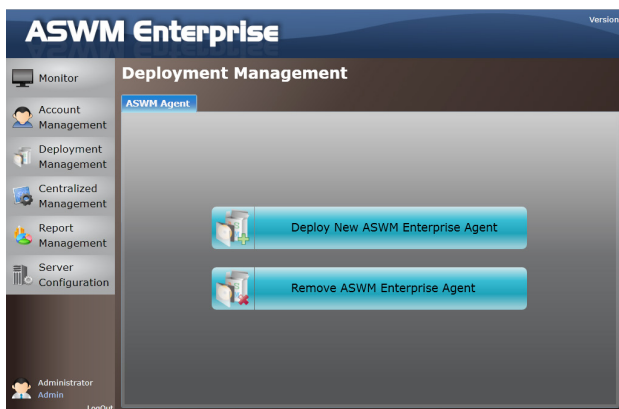 ASWM Enterprise
Version
Monitor
Deployment Management
ASWM Agent
Account
Management
Deployment
Management
Centralized
Management
Report
Management
Server
Configuration
Deploy New ASWM Enterprise Agent
Remove ASWM Enterprise Agent
Administrator
Admin
LogOut